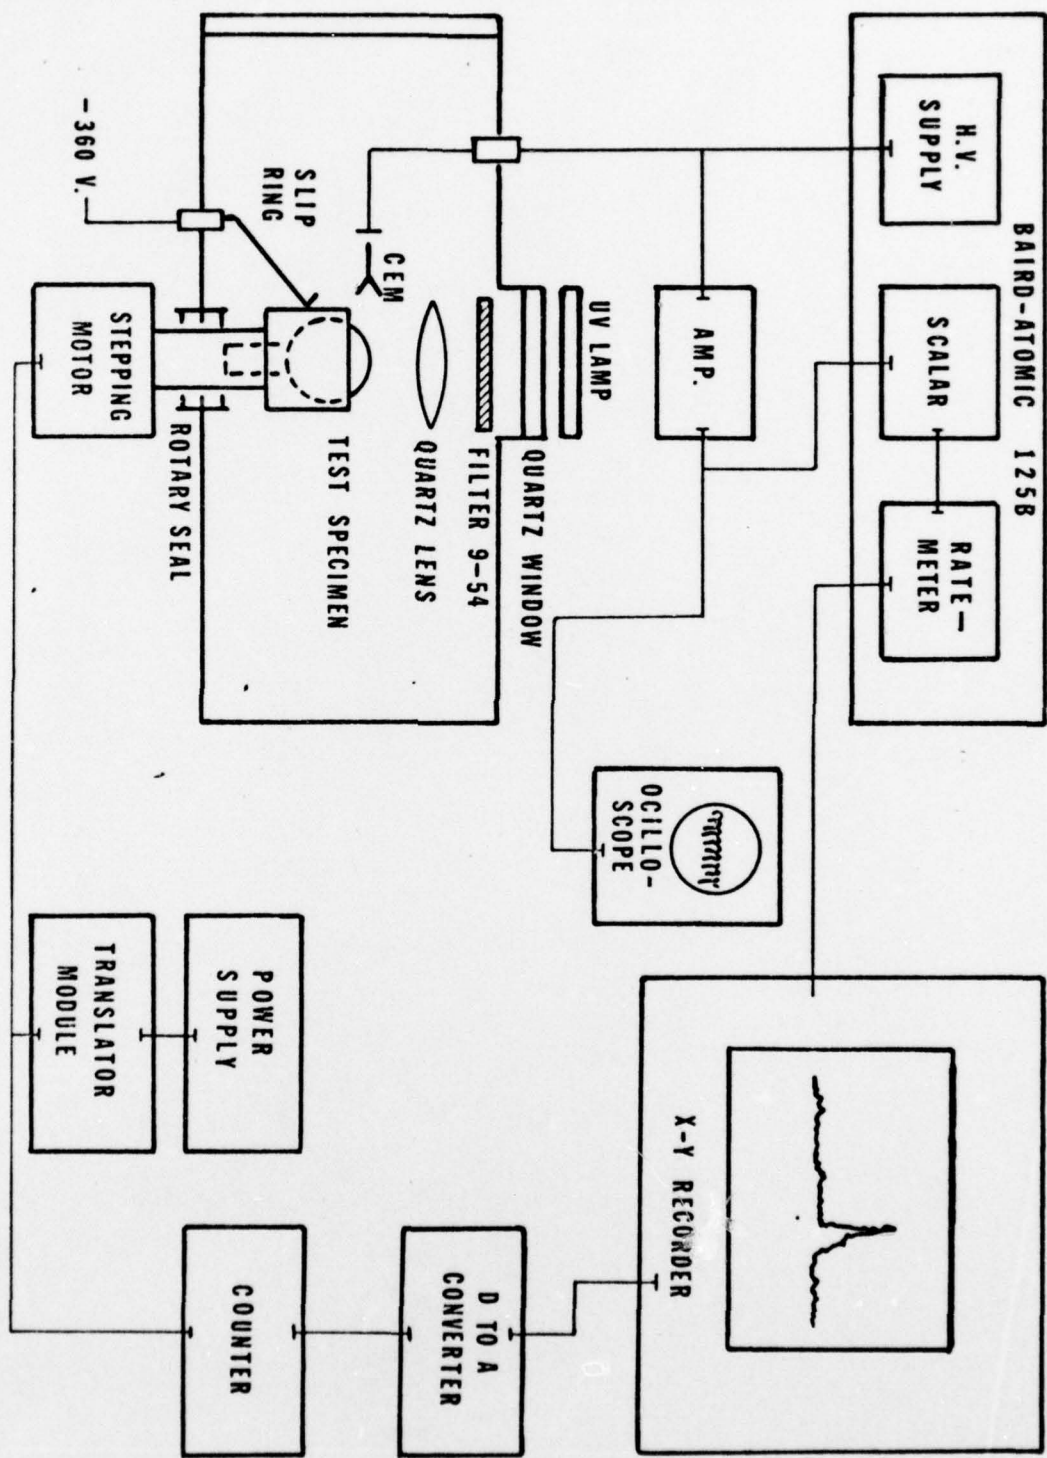 BAIRD-ATOMIC 125B
H.V.
SUPPLY
SCALAR
RATE—
METER
AMP.
OCILLO-
SCOPE
X-Y RECORDER
UV LAMP
QUARTZ WINDOW
FILTER 9-54
QUARTZ LENS
CEM
SLIP
RING
TEST SPECIMEN
-360 V.
ROTARY SEAL
STEPPING
MOTOR
POWER
SUPPLY
TRANSLATOR
MODULE
D TO A
CONVERTER
COUNTER